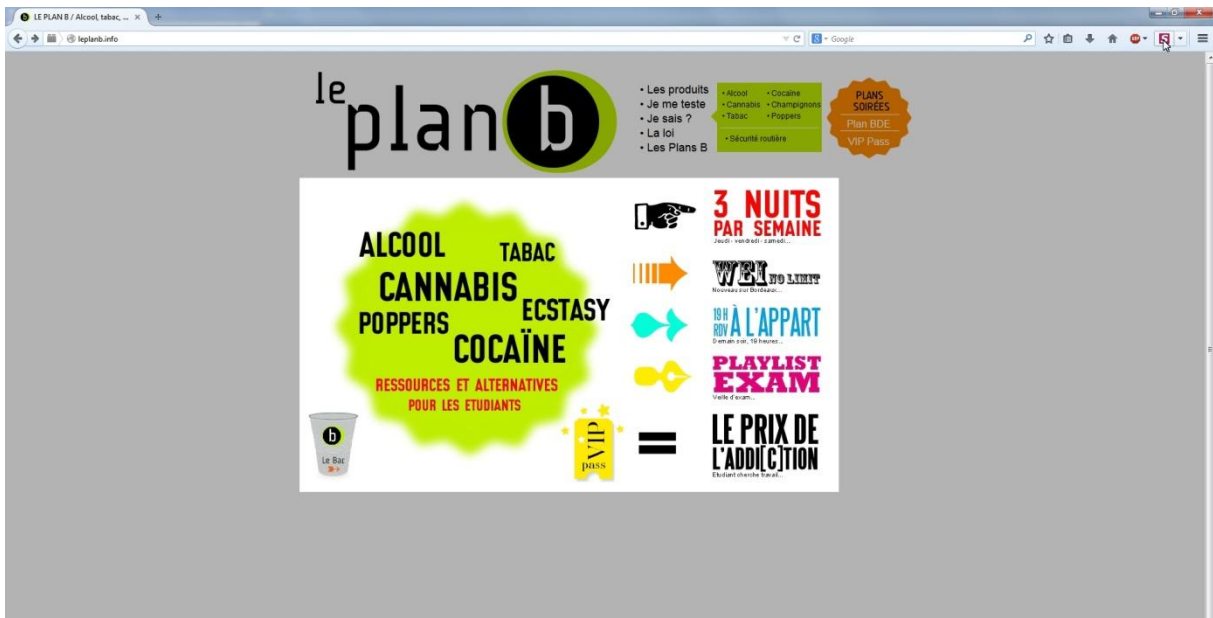 LE PLAN B / Alcool, tabac, ...
leplanb.info
Google
le
plan b
• Les produits
• Je me teste
• Je sais ?
• La loi
• Les Plans B
• Alcool • Cocaïne
• Cannabis • Champignons
• Tabac • Poppers
• Sécurité routière
PLANS
SOIRÉES
Plan BDE
VIP Pass
ALCOOL
TABAC
CANNABIS
ECSTASY
POPPERS
COCAÏNE
RESSOURCES ET ALTERNATIVES
POUR LES ETUDIANTS
b
Le Bac
VIP
pass
3 NUITS
PAR SEMAINE
Jeudi - vendredi - samedi...
WEI NO LIMIT
Nouveau sur Bordeaux...
19H
RDV À L'APPART
Demain soir, 19 heures...
PLAYLIST
EXAM
Veille d'exam...
=
LE PRIX DE
L'ADDI[C]TION
Etudiant cherche travail...